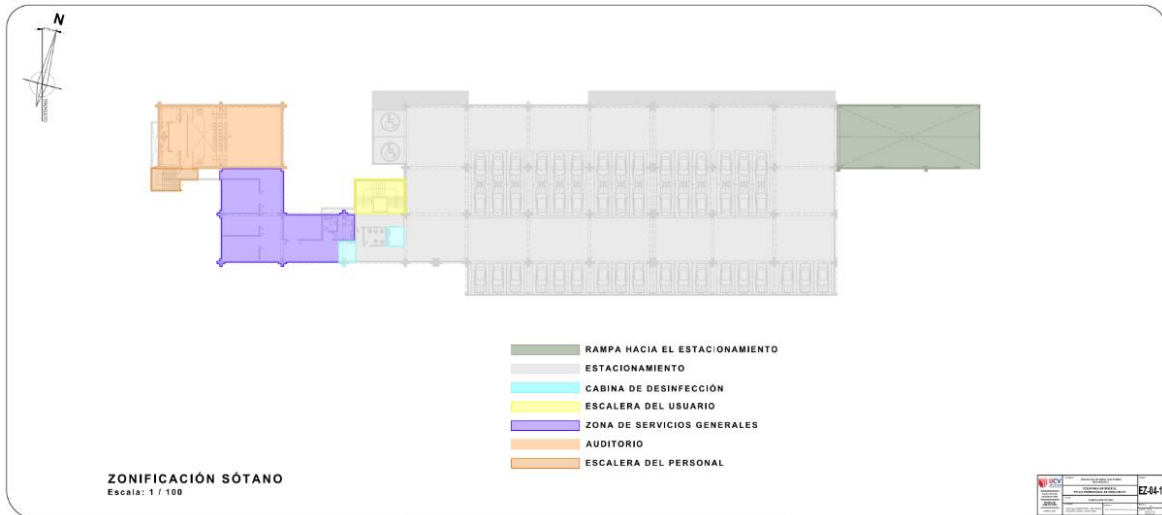 N
RAMPA HACIA EL ESTACIONAMIENTO
ESTACIONAMIENTO
CABINA DE DESINFECCIÓN
ESCALERA DEL USUARIO
ZONA DE SERVICIOS GENERALES
AUDITORIO
ESCALERA DEL PERSONAL
ZONIFICACIÓN SÓTANO
Escala: 1 / 100
UCV
EZ-04-1